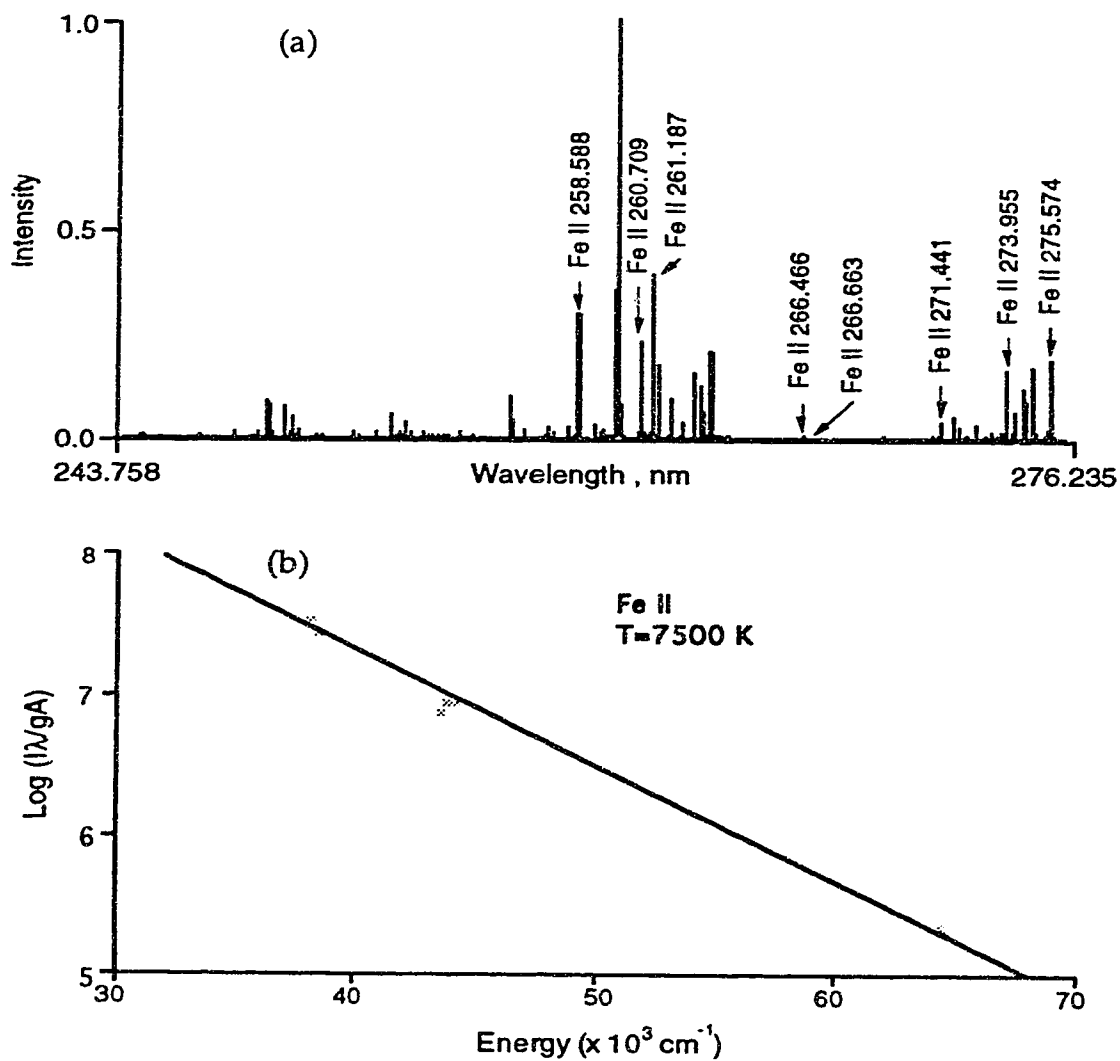 (a)
1.0
0.5
0.0
Intensity
Fe II 258.588
Fe II 260.709
Fe II 261.187
Fe II 266.466
Fe II 266.663
Fe II 271.441
Fe II 273.955
Fe II 275.574
243.758
Wavelength , nm
276.235
(b)
8
7
6
5
Log (Iλ/gA)
Fe II
T=7500 K
30
40
50
60
70
Energy (x 10³ cm⁻¹)